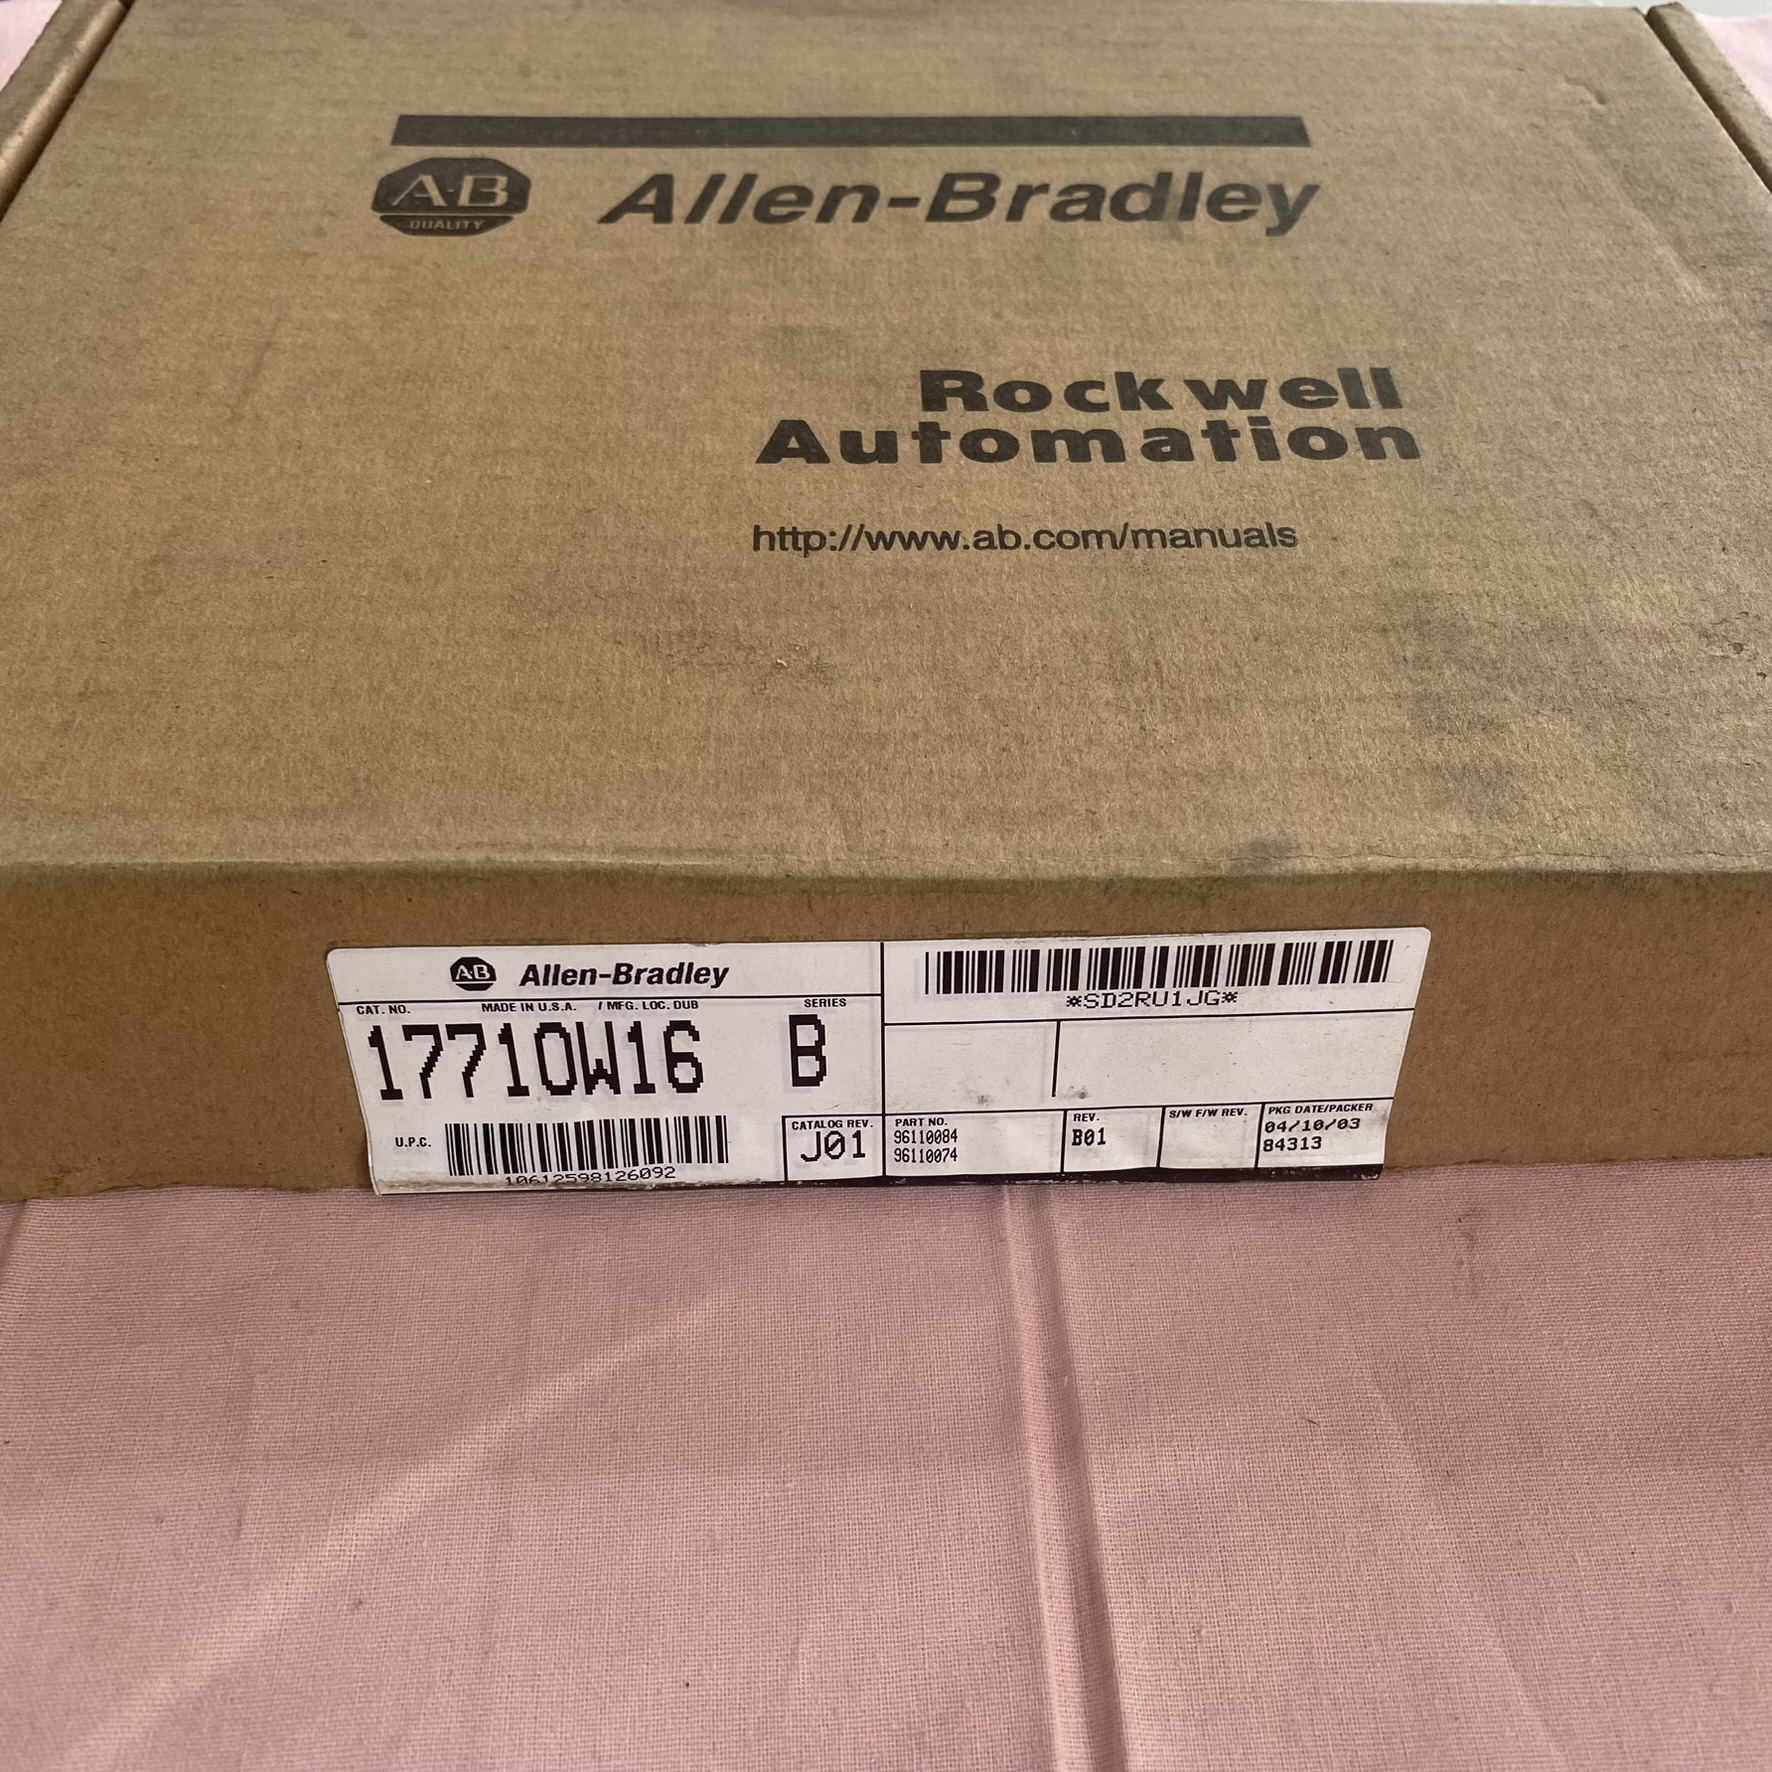 A-B
QUALITY
Allen-Bradley
Rockwell
Automation
http://www.ab.com/manuals
A-B Allen-Bradley
CAT. NO. MADE IN U.S.A. / MFG. LOC. DUB SERIES
1771OW16 B
U.P.C.
10612598126092
CATALOG REV.
J01
*SD2RU1JG*
PART NO.
96110084
96110074
REV.
B01
S/W F/W REV.
PKG DATE/PACKER
04/10/03
84313